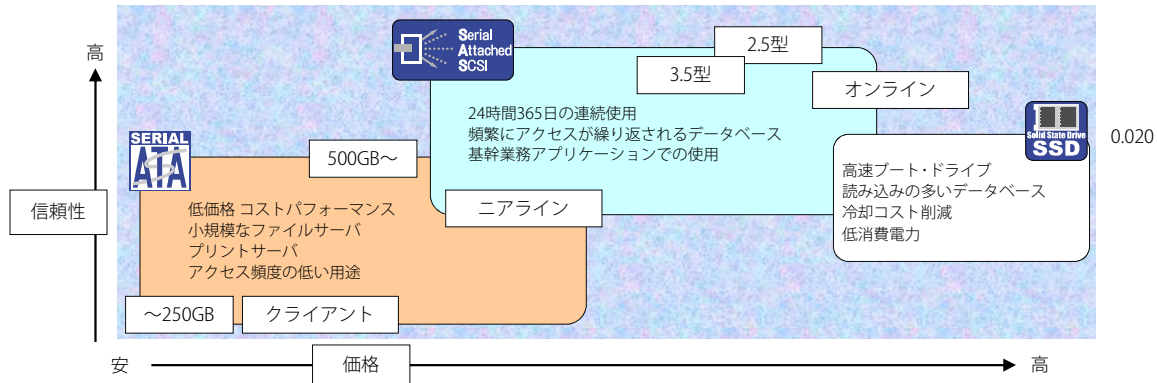 高
信頼性
Serial
Attached
SCSI
2.5型
3.5型
オンライン
24時間365日の連続使用
頻繁にアクセスが繰り返されるデータベース
基幹業務アプリケーションでの使用
Solid State Drive
SSD
0.020
高速ブート・ドライブ
読み込みの多いデータベース
冷却コスト削減
低消費電力
SERIAL
ATA
500GB～
ニアライン
低価格 コストパフォーマンス
小規模なファイルサーバ
プリントサーバ
アクセス頻度の低い用途
～250GB
クライアント
安
価格
高